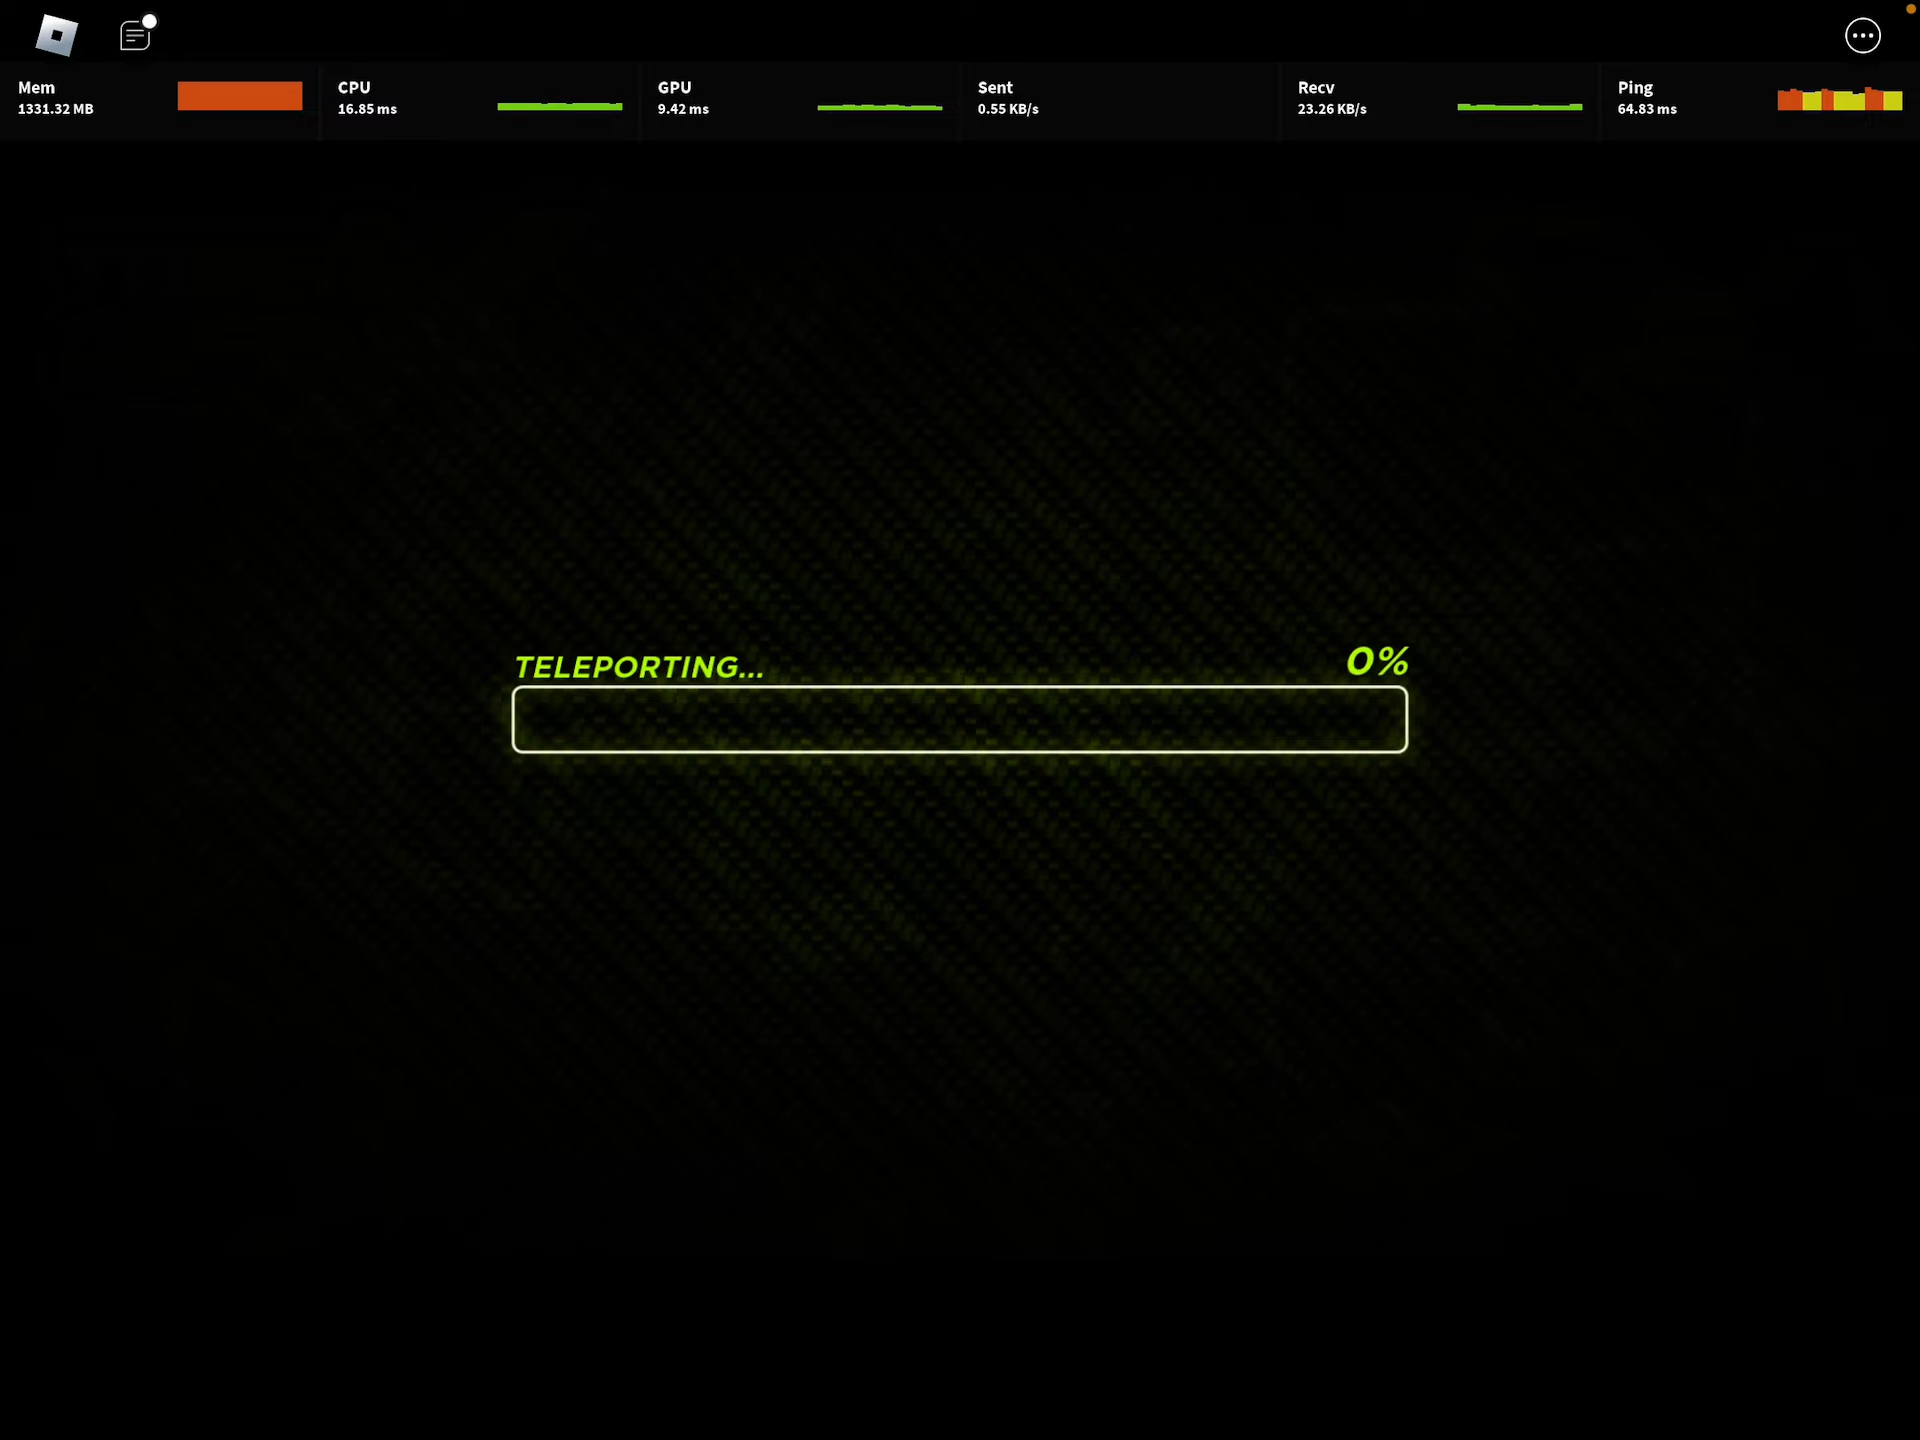 Mem
1331.32 MB
CPU
16.85 ms
GPU
9.42 ms
Sent
0.55 KB/s
Recv
23.26 KB/s
Ping
64.83 ms
TELEPORTING...
0%